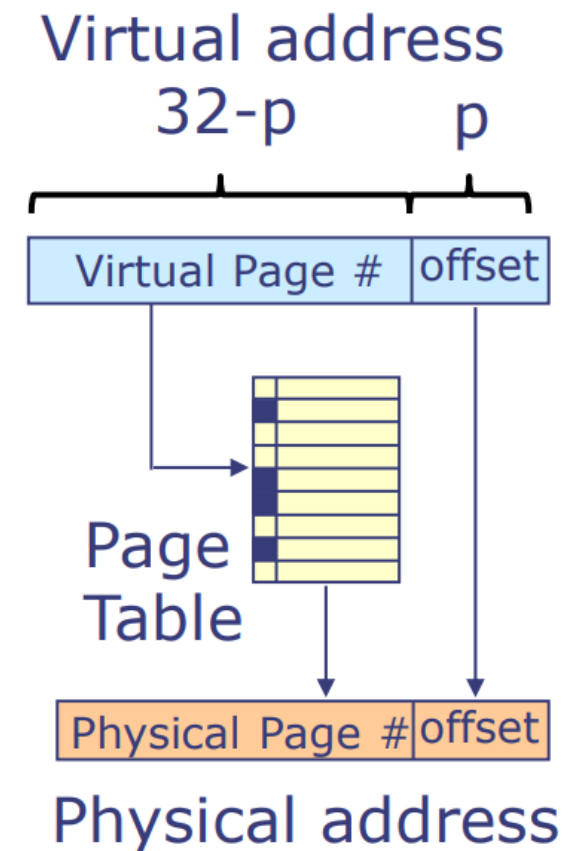 Virtual address
32-p p
Virtual Page # offset
Page
Table
Physical Page # offset
Physical address